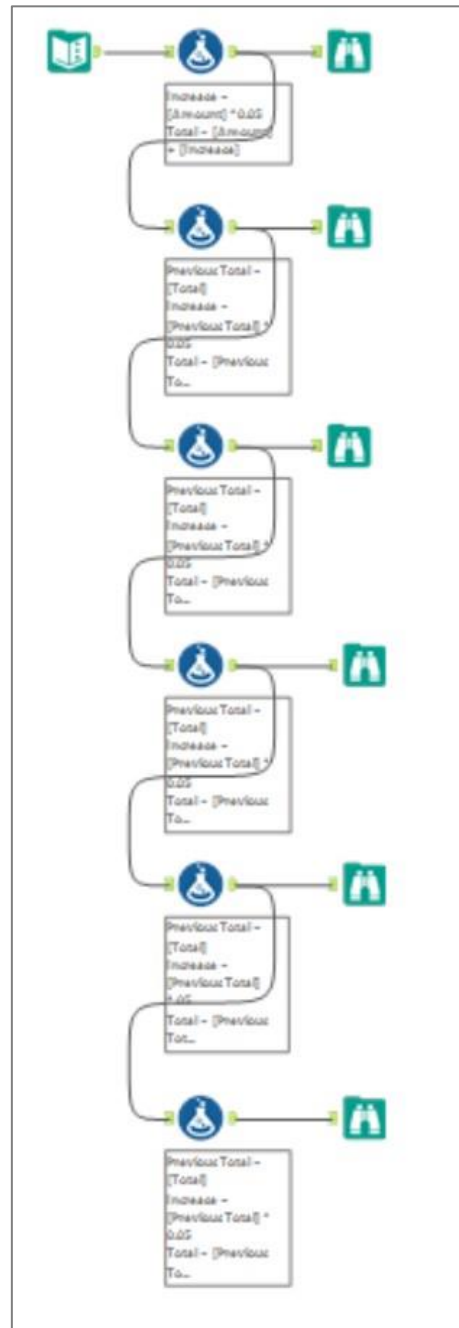 Increase =
[Amount] * 0.05
Total = [Amount]
+ [Increase]
Previous Total =
[Total]
Increase =
[Previous Total] *
0.05
Total = [Previous
To...
Previous Total =
[Total]
Increase =
[Previous Total] *
0.05
Total = [Previous
To...
Previous Total =
[Total]
Increase =
[Previous Total] *
0.05
Total = [Previous
To...
Previous Total =
[Total]
Increase =
[Previous Total]
*.05
Total = [Previous
Tot...
Previous Total =
[Total]
Increase =
[Previous Total] *
0.05
Total = [Previous
To...